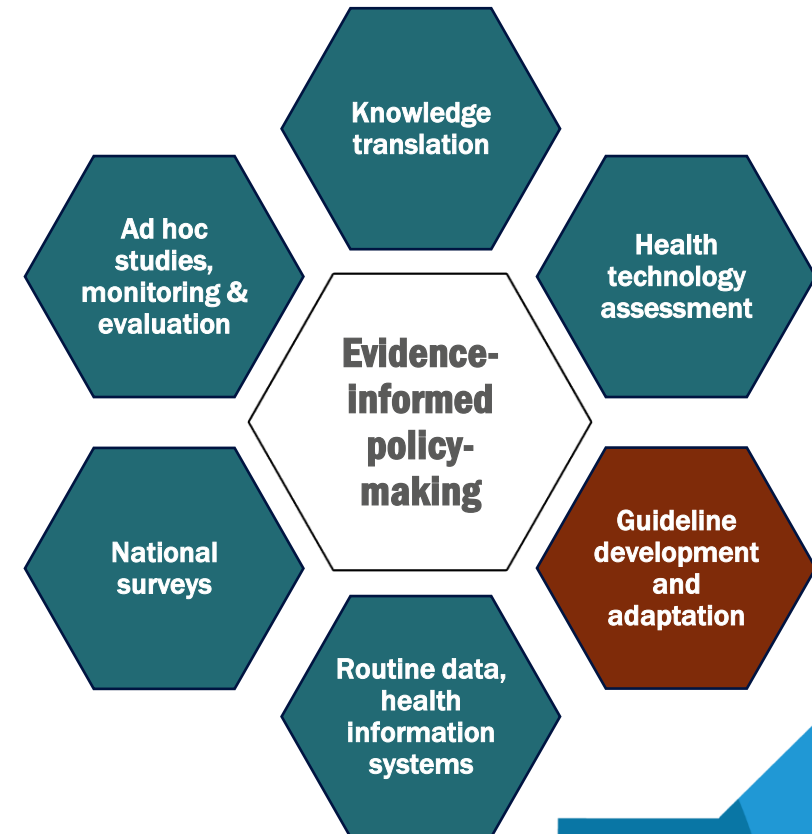 Knowledge
translation
Ad hoc
studies,
monitoring &
evaluation
Health
technology
assessment
Evidence-
informed
policy-
making
National
surveys
Guideline
development
and
adaptation
Routine data,
health
information
systems